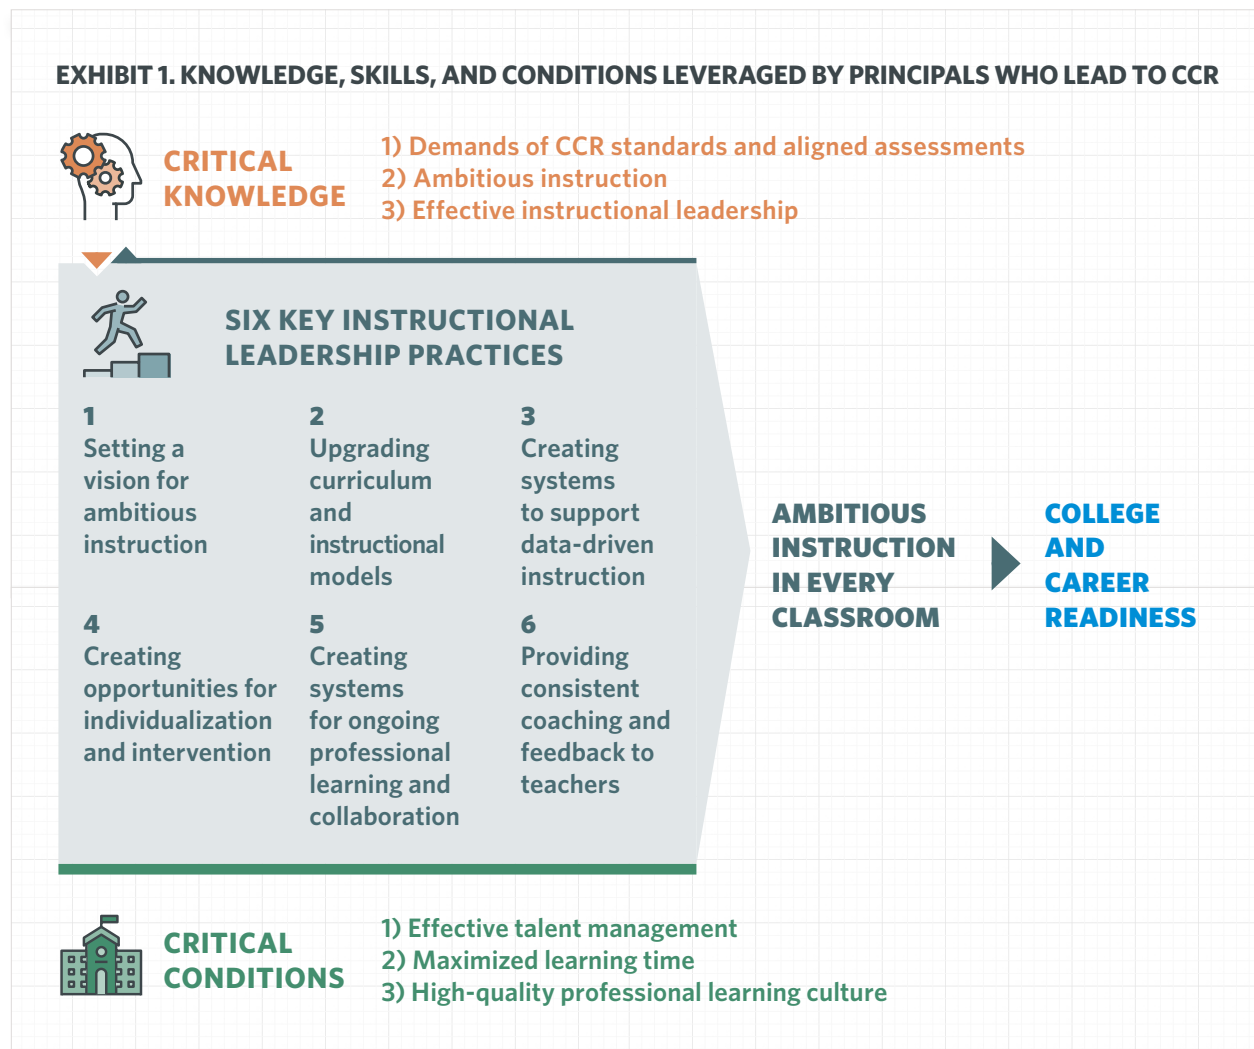 EXHIBIT 1. KNOWLEDGE, SKILLS, AND CONDITIONS LEVERAGED BY PRINCIPALS WHO LEAD TO CCR
CRITICAL
KNOWLEDGE
1) Demands of CCR standards and aligned assessments
2) Ambitious instruction
3) Effective instructional leadership
SIX KEY INSTRUCTIONAL
LEADERSHIP PRACTICES
1
Setting a
vision for
ambitious
instruction
2
Upgrading
curriculum
and
instructional
models
3
Creating
systems
to support
data-driven
instruction
4
Creating
opportunities for
individualization
and intervention
5
Creating
systems
for ongoing
professional
learning and
collaboration
6
Providing
consistent
coaching and
feedback to
teachers
AMBITIOUS
INSTRUCTION
IN EVERY
CLASSROOM
COLLEGE
AND
CAREER
READINESS
CRITICAL
CONDITIONS
1) Effective talent management
2) Maximized learning time
3) High-quality professional learning culture